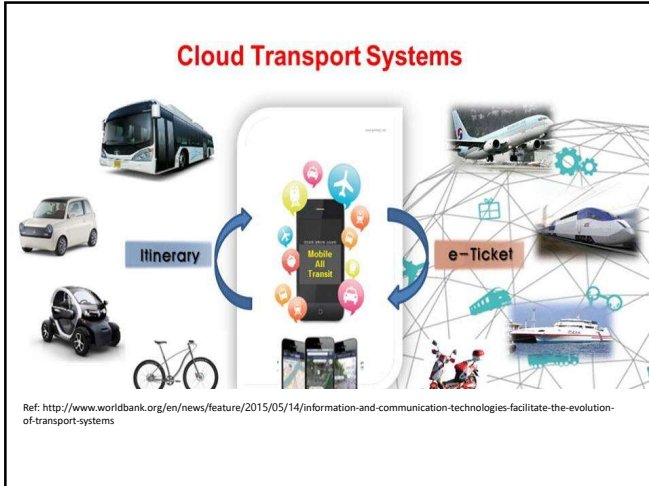 Cloud Transport Systems
Itinerary
Mobile
All
Transit
e-Ticket
Ref: http://www.worldbank.org/en/news/feature/2015/05/14/information-and-communication-technologies-facilitate-the-evolution-
of-transport-systems